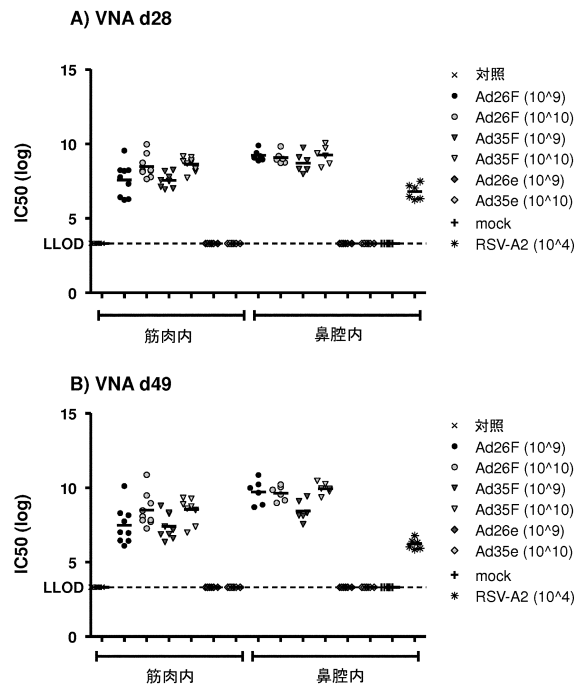 A) VNA d28
15
10
5
LLOD
0
IC50 (log)
筋肉内
鼻腔内
対照
Ad26F (10^9)
Ad26F (10^10)
Ad35F (10^9)
Ad35F (10^10)
Ad26e (10^9)
Ad35e (10^10)
mock
RSV-A2 (10^4)
B) VNA d49
15
10
5
LLOD
0
IC50 (log)
筋肉内
鼻腔内
対照
Ad26F (10^9)
Ad26F (10^10)
Ad35F (10^9)
Ad35F (10^10)
Ad26e (10^9)
Ad35e (10^10)
mock
RSV-A2 (10^4)